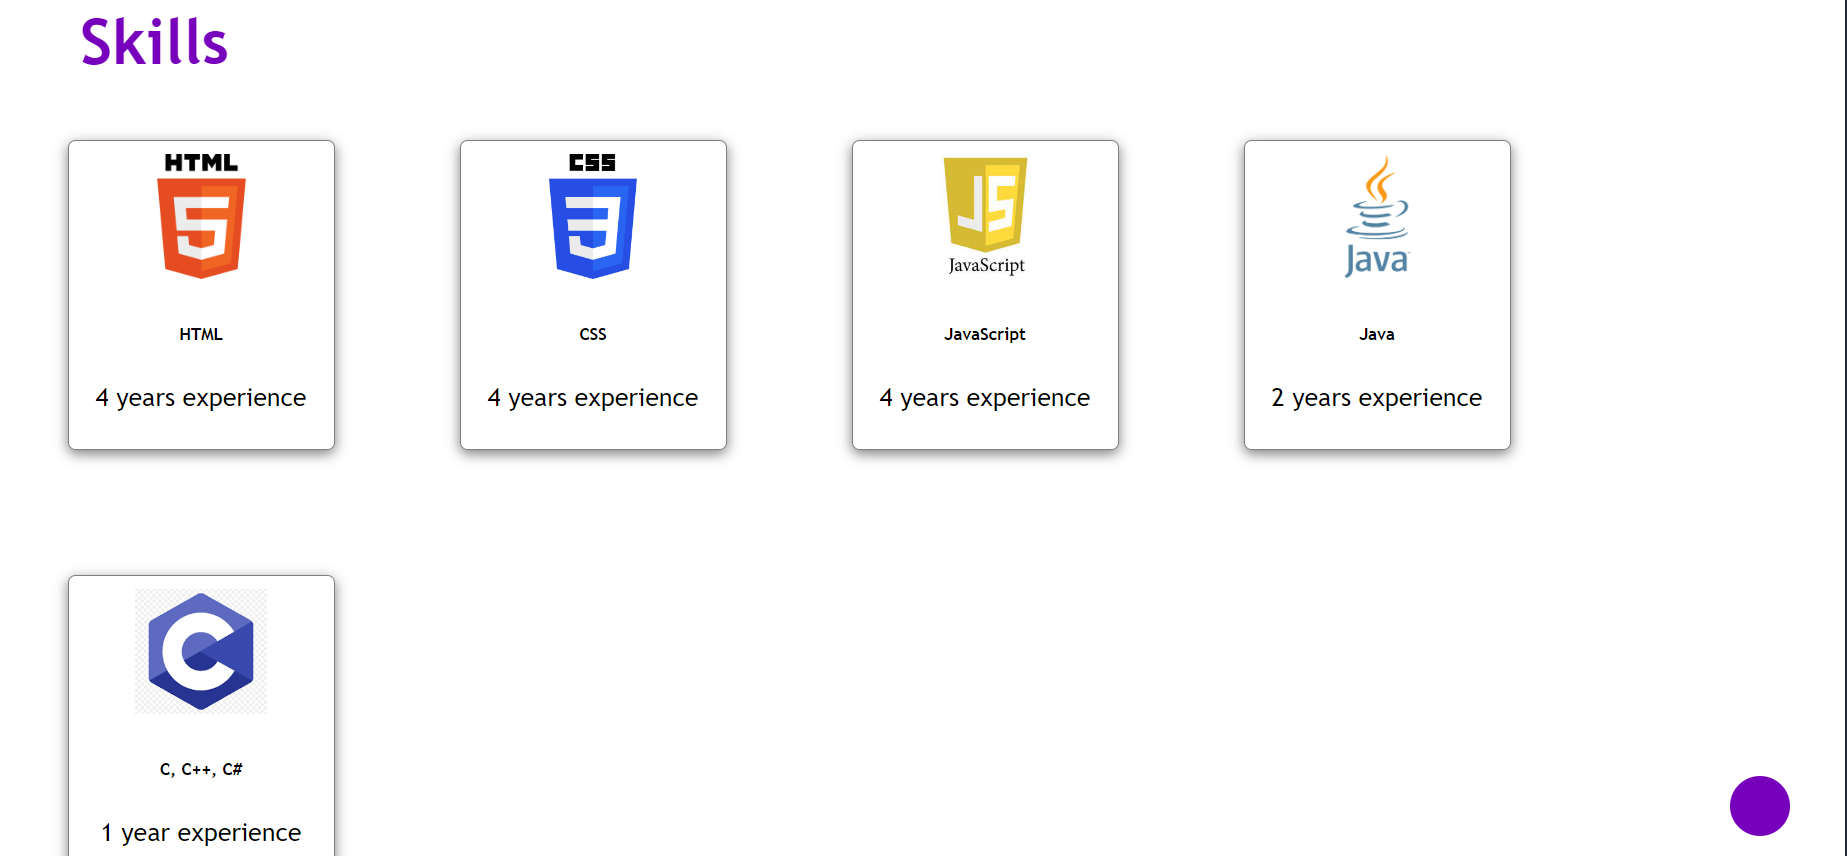 Skills
HTML
5
HTML
4 years experience
CSS
3
CSS
4 years experience
JS
JavaScript
JavaScript
4 years experience
Java
Java
2 years experience
C
C, C++, C#
1 year experience